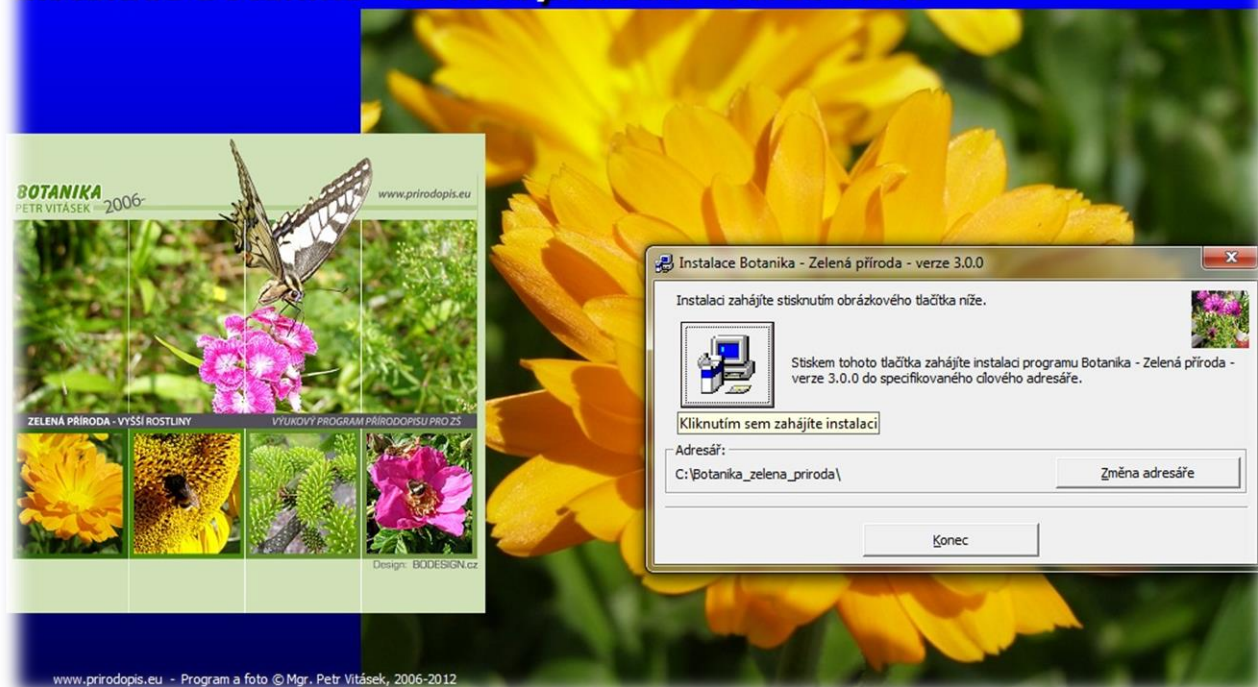 BOTANIKA
PETR VITÁSEK 2006-
www.prirodopis.eu
ZELENÁ PŘÍRODA - VYŠŠÍ ROSTLINY
VÝUKOVÝ PROGRAM PŘÍRODOPISU PRO ZŠ
Design: BODESIGN.cz
Instalace Botanika - Zelená příroda - verze 3.0.0
Instalaci zahájíte stisknutím obrázkového tlačítka níže.
Stiskem tohoto tlačítka zahájíte instalaci programu Botanika - Zelená příroda -
verze 3.0.0 do specifikovaného cílového adresáře.
Kliknutím sem zahájíte instalaci
Adresář:
C:\Botanika_zelena_priroda\
Změna adresáře
Konec
www.prirodopis.eu - Program a foto © Mgr. Petr Vitásek, 2006-2012